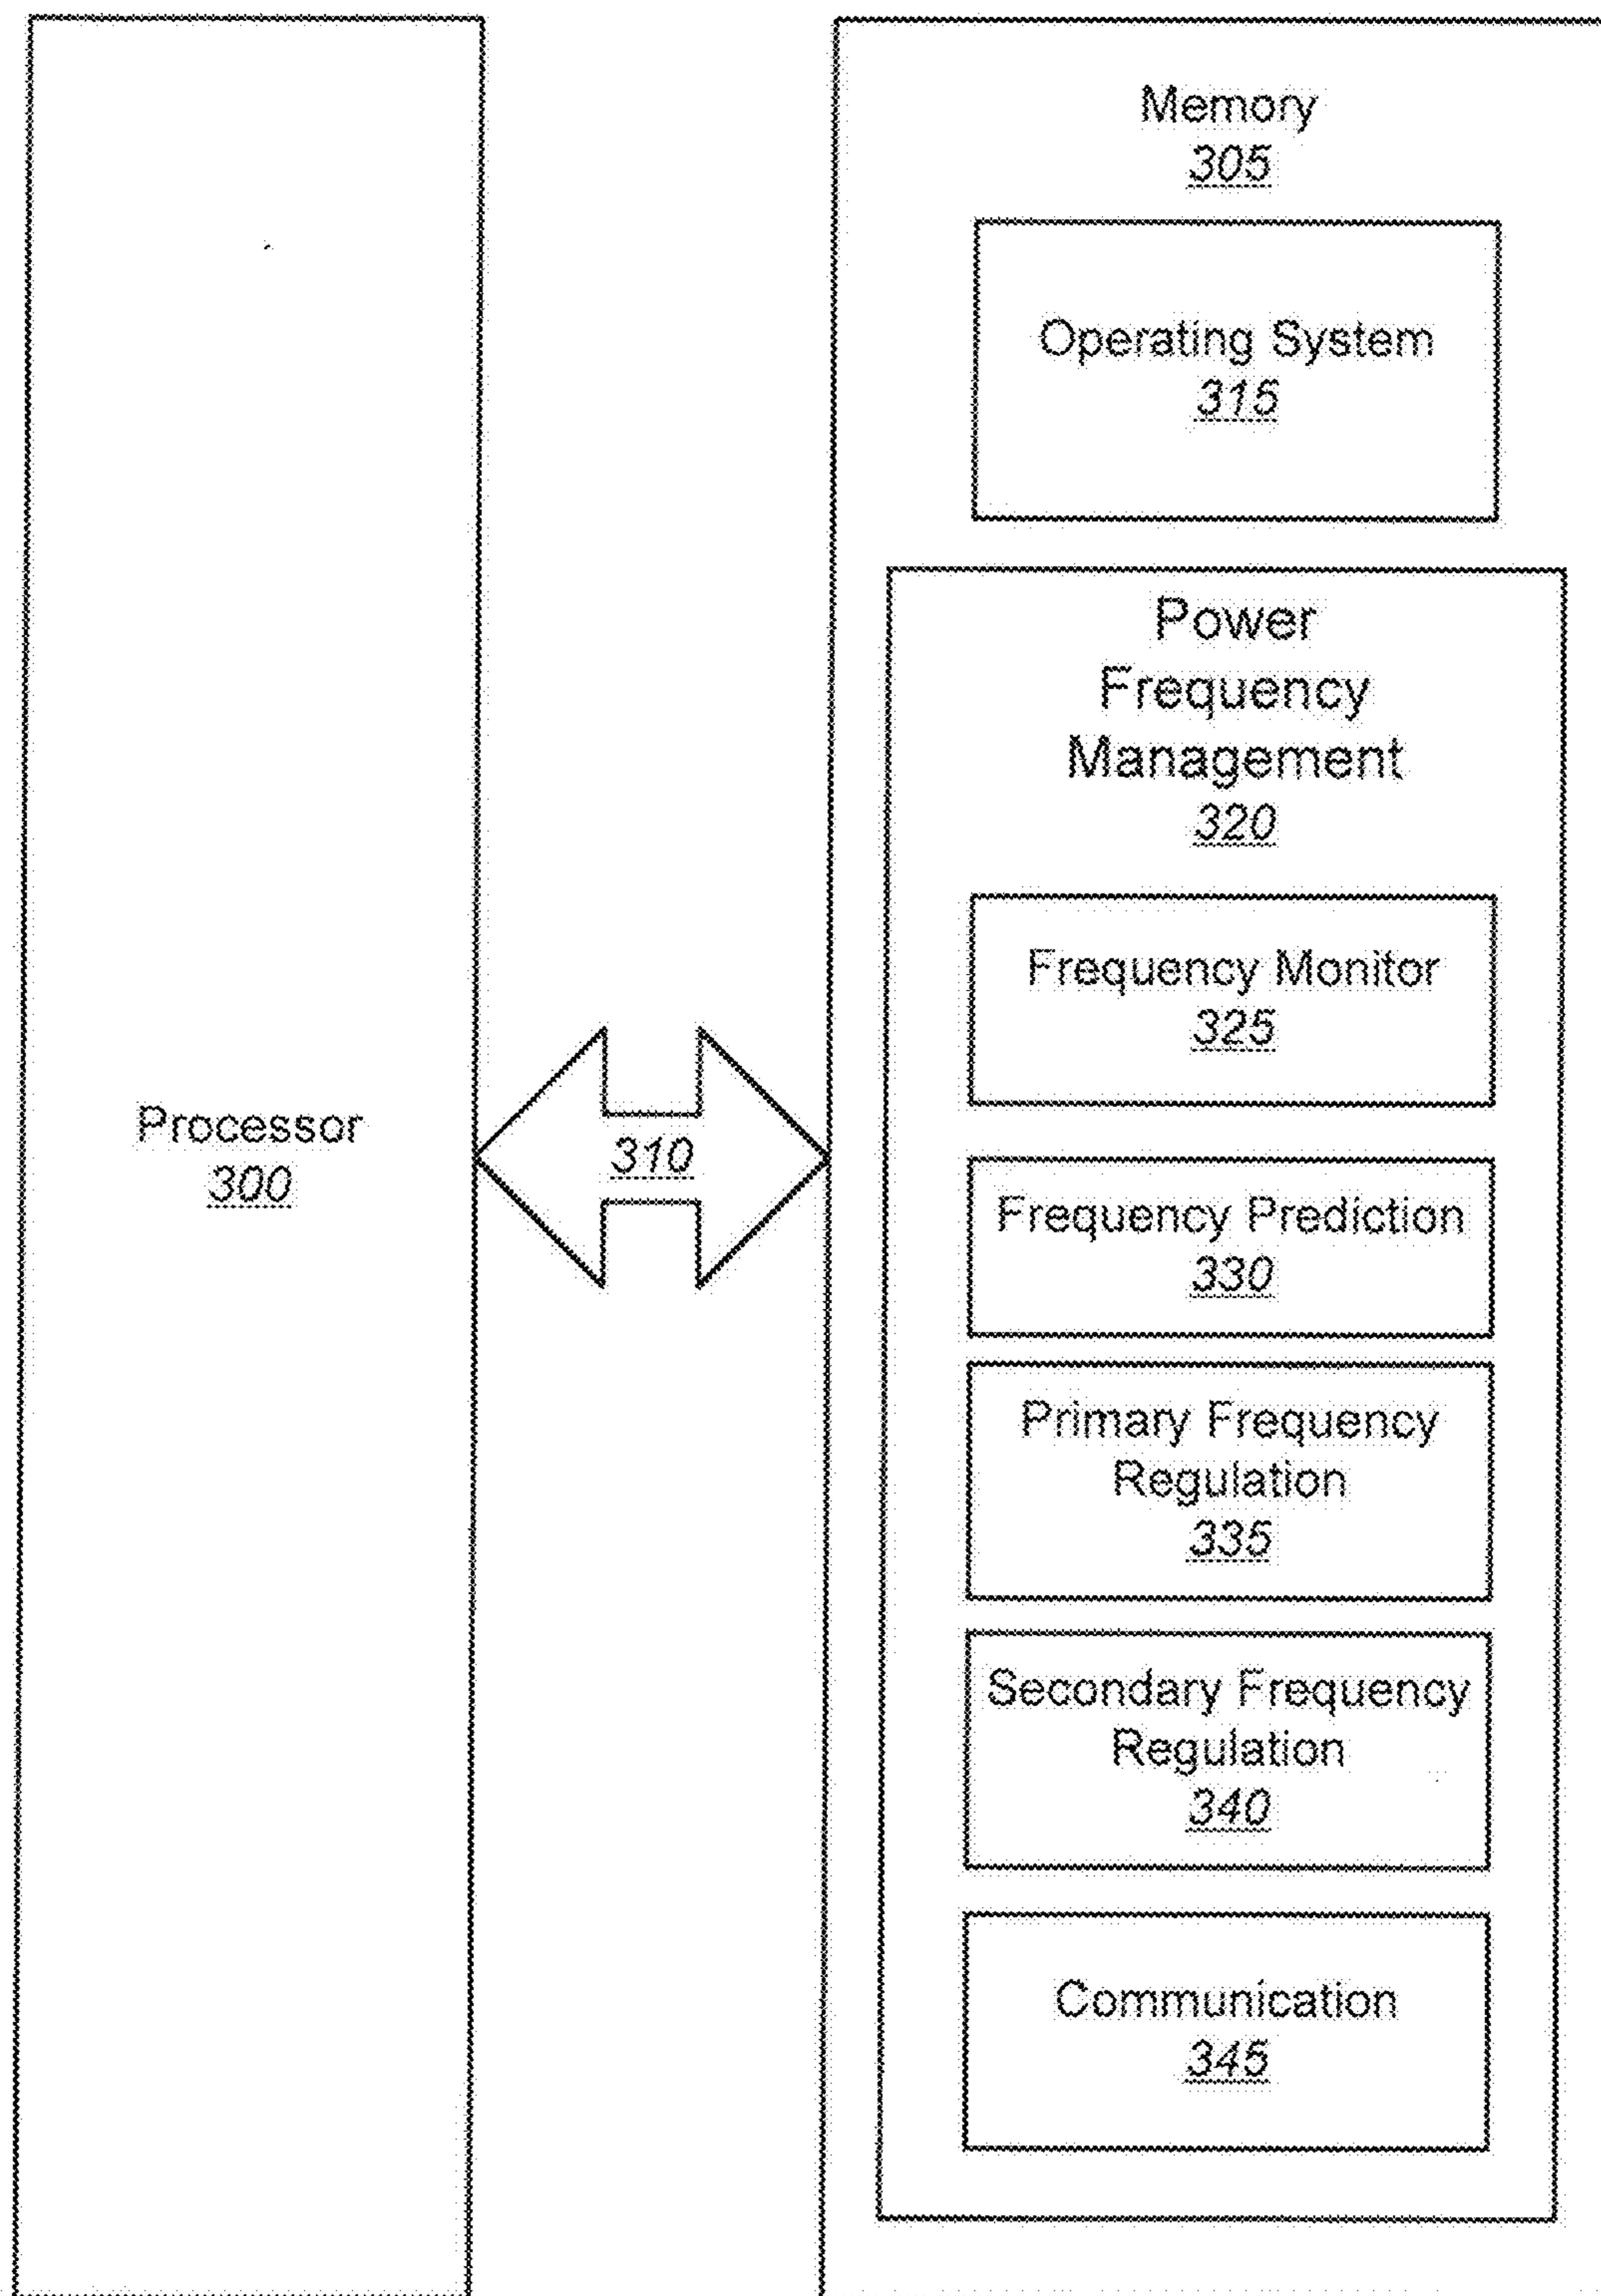 Memory
305
Operating System
315
Power
Frequency
Management
320
Frequency Monitor
325
Processor
300
310
Frequency Prediction
330
Primary Frequency
Regulation
335
Secondary Frequency
Regulation
340
Communication
345